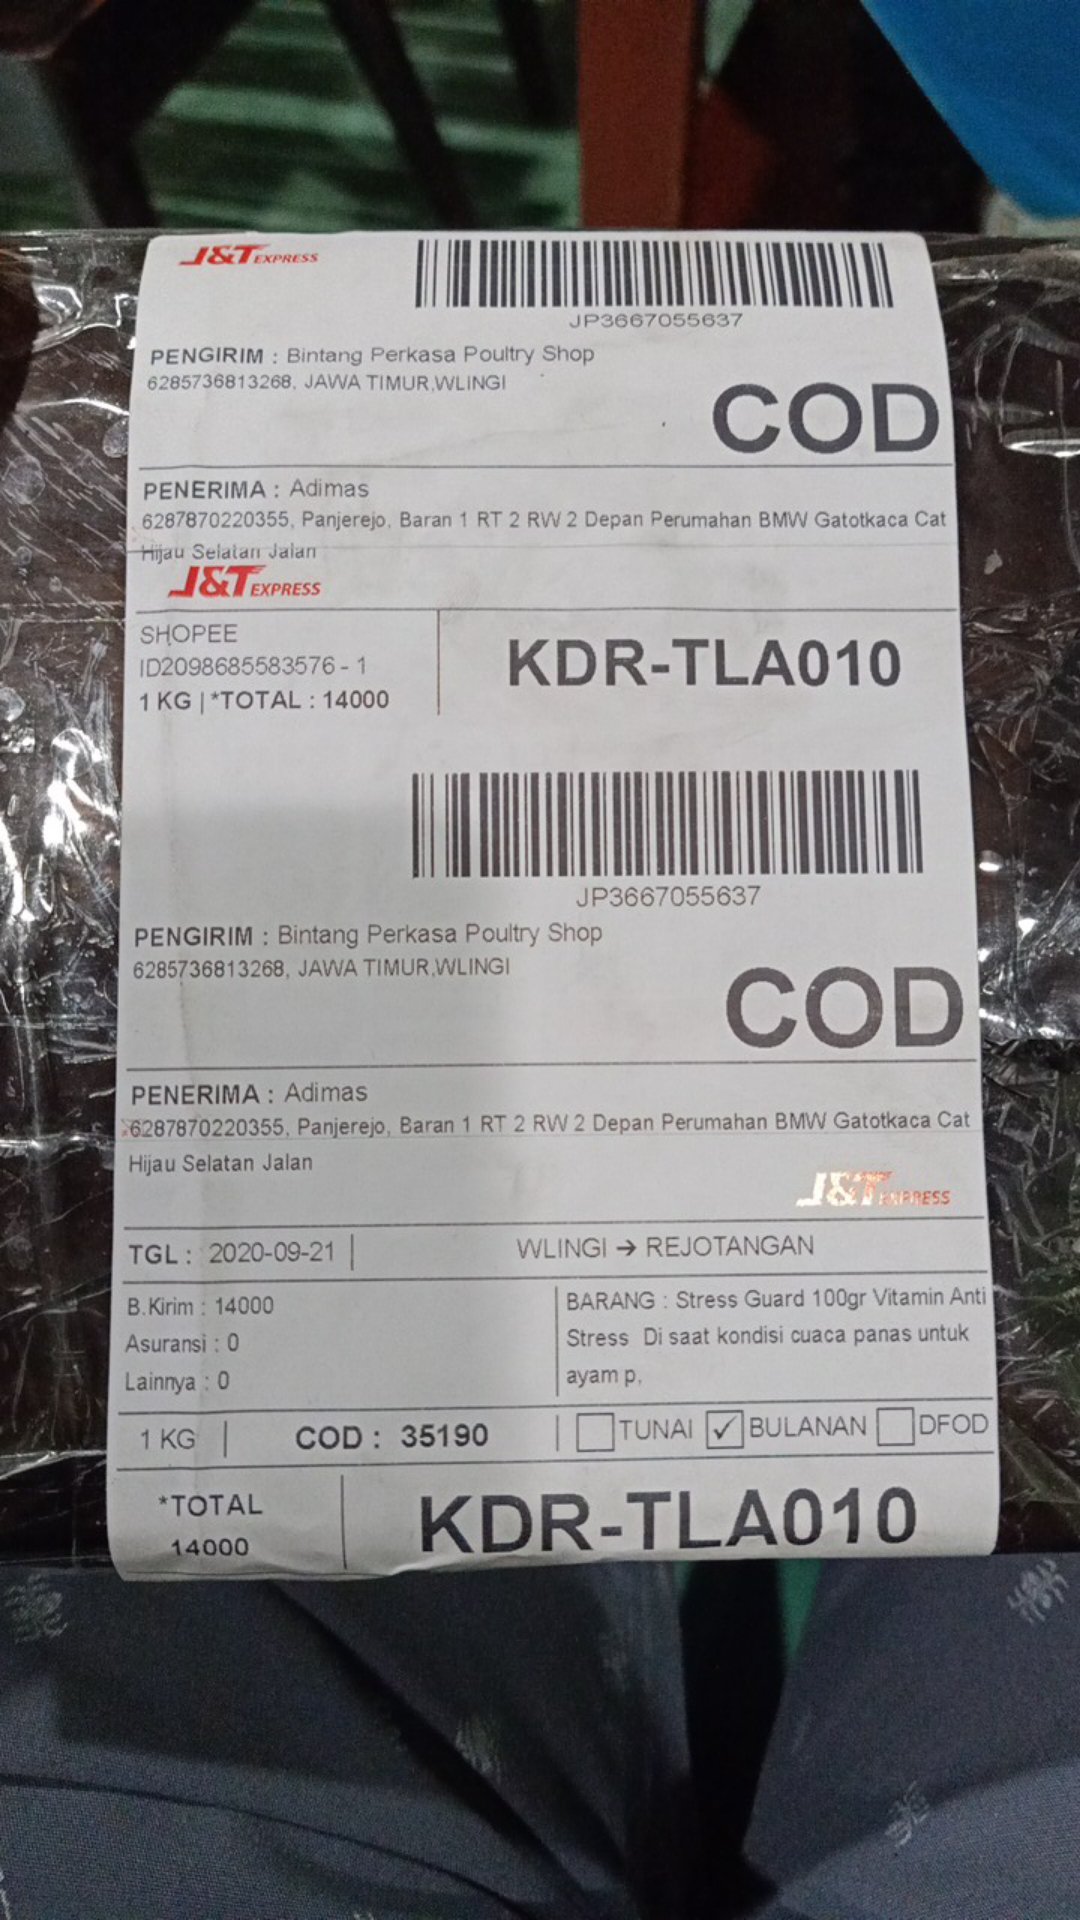 J&T EXPRESS
JP3667055637
PENGIRIM : Bintang Perkasa Poultry Shop
6285736813268, JAWA TIMUR,WLINGI
COD
PENERIMA : Adimas
6287870220355, Panjerejo, Baran 1 RT 2 RW 2 Depan Perumahan BMW Gatotkaca Cat
Hijau Selatan Jalan
J&T EXPRESS
SHOPEE
ID2098685583576 - 1
1 KG | *TOTAL : 14000
KDR-TLA010
JP3667055637
PENGIRIM : Bintang Perkasa Poultry Shop
6285736813268, JAWA TIMUR,WLINGI
COD
PENERIMA : Adimas
6287870220355, Panjerejo, Baran 1 RT 2 RW 2 Depan Perumahan BMW Gatotkaca Cat
Hijau Selatan Jalan
J&T EXPRESS
TGL : 2020-09-21 | WLINGI → REJOTANGAN
B.Kirim : 14000
Asuransi : 0
Lainnya : 0
BARANG : Stress Guard 100gr Vitamin Anti
Stress Di saat kondisi cuaca panas untuk
ayam p,
1 KG | COD : 35190 | TUNAI ✓ BULANAN DFOD
*TOTAL
14000
KDR-TLA010